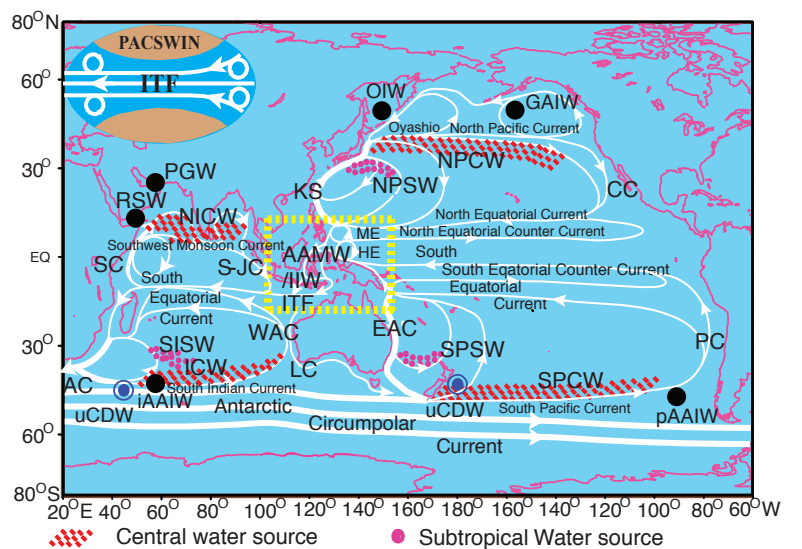 80°N
PACSWIN
ITF
60°
OIW
GAIW
Oyashio
North Pacific Current
NPCW
30°
PGW
NPSW
KS
CC
RSW
NICW
North Equatorial Current
ME
North Equatorial Counter Current
Southwest Monsoon Current
AAMW
HE
South
EQ
SC
S-JC
/IIW
South Equatorial Counter Current
South
ITF
Equatorial
Equatorial
Current
Current
WAC
EAC
SISW
SPSW
PC
30°
ICW
LC
SPCW
AC
South Indian Current
iAAIW
Antarctic
uCDW
uCDW
South Pacific Current
pAAIW
Circumpolar
60°
Current
80°S
20°E 40° 60° 100° 120° 140° 160° 180° 160° 140° 120° 100° 80° 60°W
Central water source
Subtropical Water source